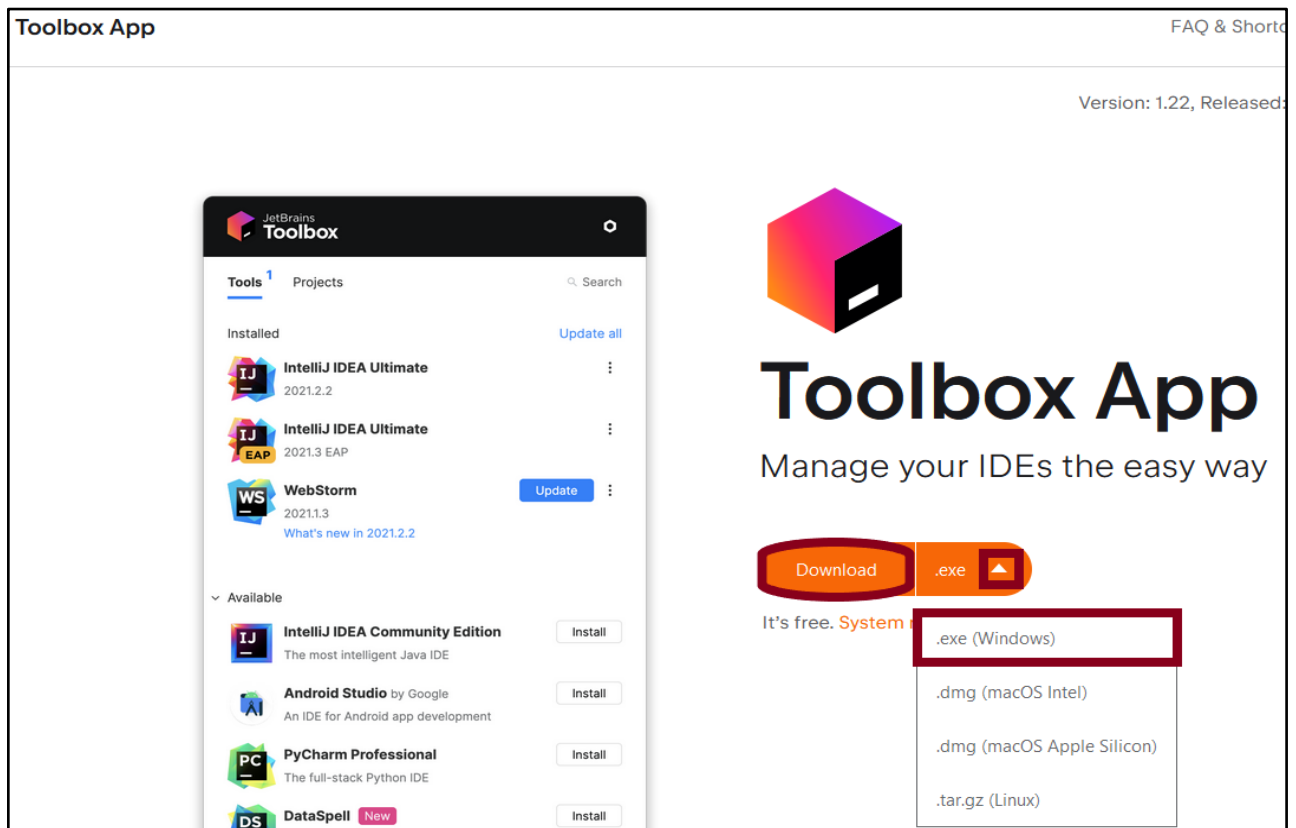 Toolbox App
FAQ & Shortc
Version: 1.22, Released:
JetBrains
Toolbox
Tools 1 Projects Search
Installed Update all
IJ
IntelliJ IDEA Ultimate
2021.2.2
IJ
EAP
IntelliJ IDEA Ultimate
2021.3 EAP
WS
WebStorm
Update
2021.1.3
What's new in 2021.2.2
Available
IJ
IntelliJ IDEA Community Edition
Install
The most intelligent Java IDE
Android Studio by Google
Install
An IDE for Android app development
PC
PyCharm Professional
Install
The full-stack Python IDE
DS
DataSpell New
Install
Toolbox App
Manage your IDEs the easy way
Download .exe
It's free. System r
.exe (Windows)
.dmg (macOS Intel)
.dmg (macOS Apple Silicon)
.tar.gz (Linux)